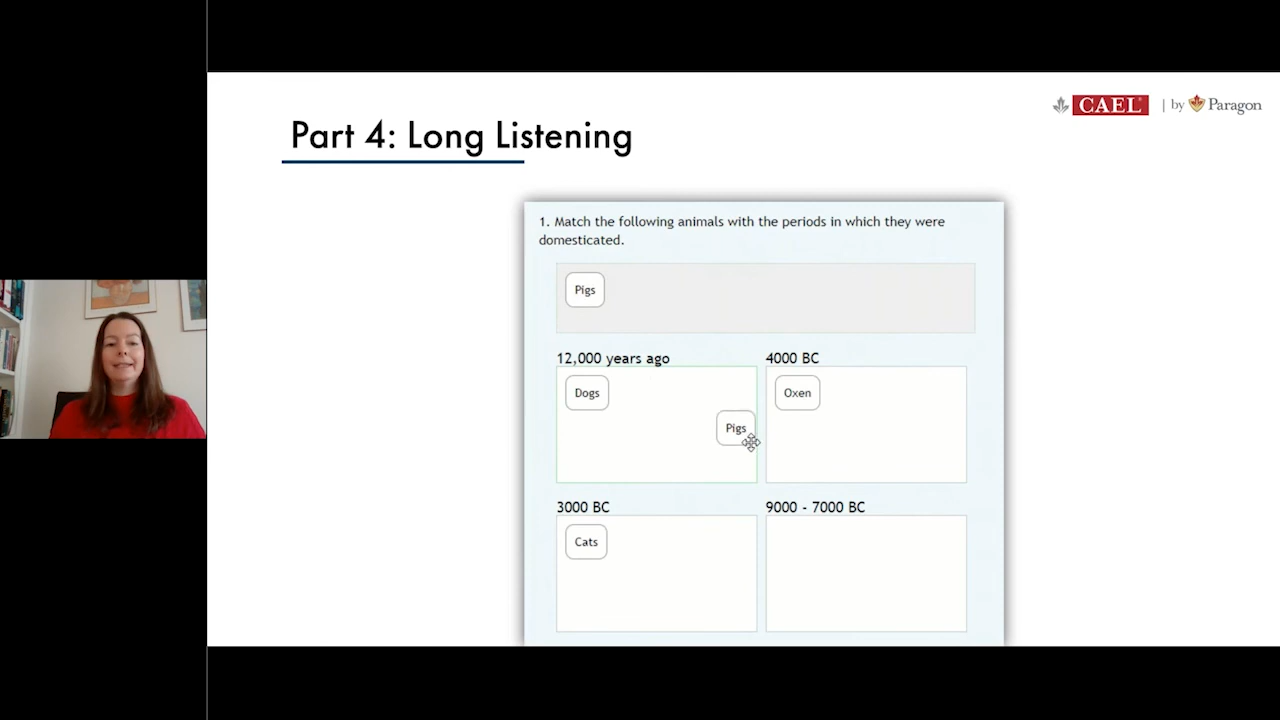 CAEL | by Paragon
Part 4: Long Listening
1. Match the following animals with the periods in which they were
domesticated.
Pigs
12,000 years ago
4000 BC
Dogs
Oxen
Pigs
3000 BC
9000 - 7000 BC
Cats